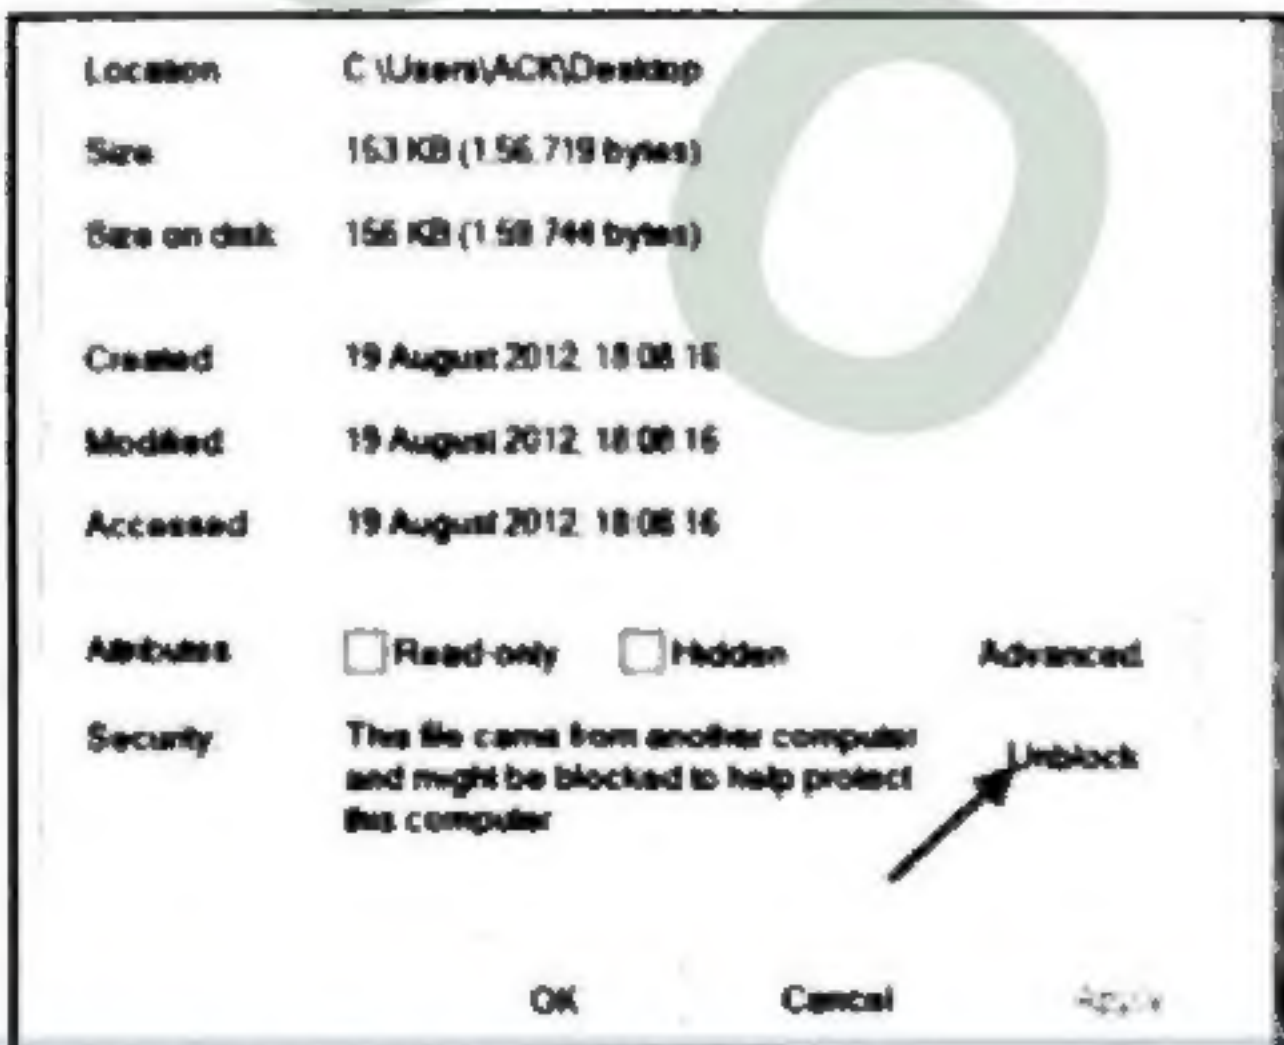 Location C:\Users\ACK\Desktop
Size 153 KB (1,56,719 bytes)
Size on disk 156 KB (1,59,744 bytes)
Created 19 August 2012, 18:08:16
Modified 19 August 2012, 18:08:16
Accessed 19 August 2012, 18:08:16
Attributes Read-only Hidden Advanced
Security This file came from another computer Unblock
and might be blocked to help protect
this computer
OK Cancel Apply